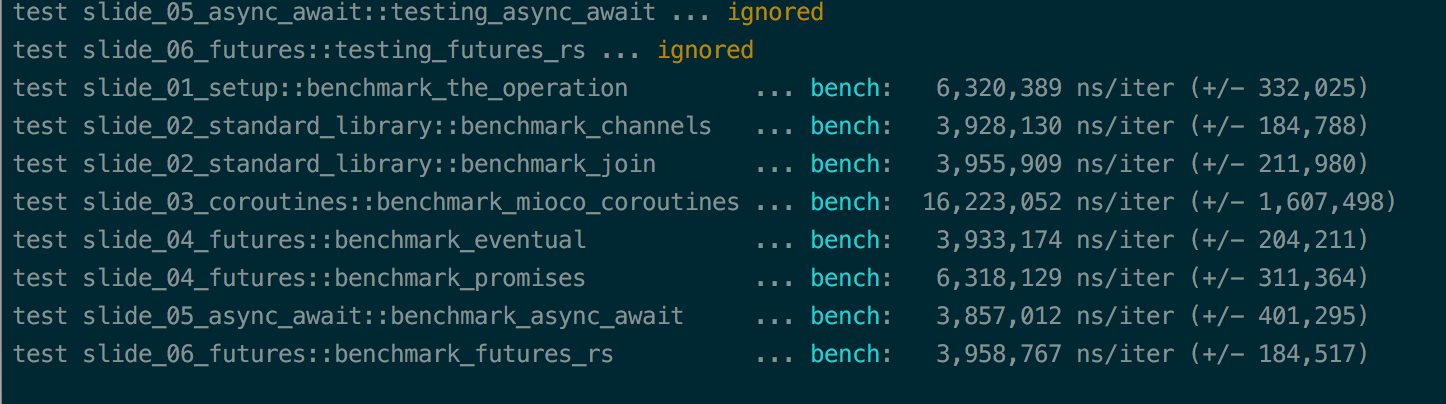 test slide_05_async_await::testing_async_await ... ignored
test slide_06_futures::testing_futures_rs ... ignored
test slide_01_setup::benchmark_the_operation         ... bench:   6,320,389 ns/iter (+/- 332,025)
test slide_02_standard_library::benchmark_channels   ... bench:   3,928,130 ns/iter (+/- 184,788)
test slide_02_standard_library::benchmark_join       ... bench:   3,955,909 ns/iter (+/- 211,980)
test slide_03_coroutines::benchmark_mioco_coroutines ... bench:  16,223,052 ns/iter (+/- 1,607,498)
test slide_04_futures::benchmark_eventual            ... bench:   3,933,174 ns/iter (+/- 204,211)
test slide_04_futures::benchmark_promises            ... bench:   6,318,129 ns/iter (+/- 311,364)
test slide_05_async_await::benchmark_async_await     ... bench:   3,857,012 ns/iter (+/- 401,295)
test slide_06_futures::benchmark_futures_rs          ... bench:   3,958,767 ns/iter (+/- 184,517)